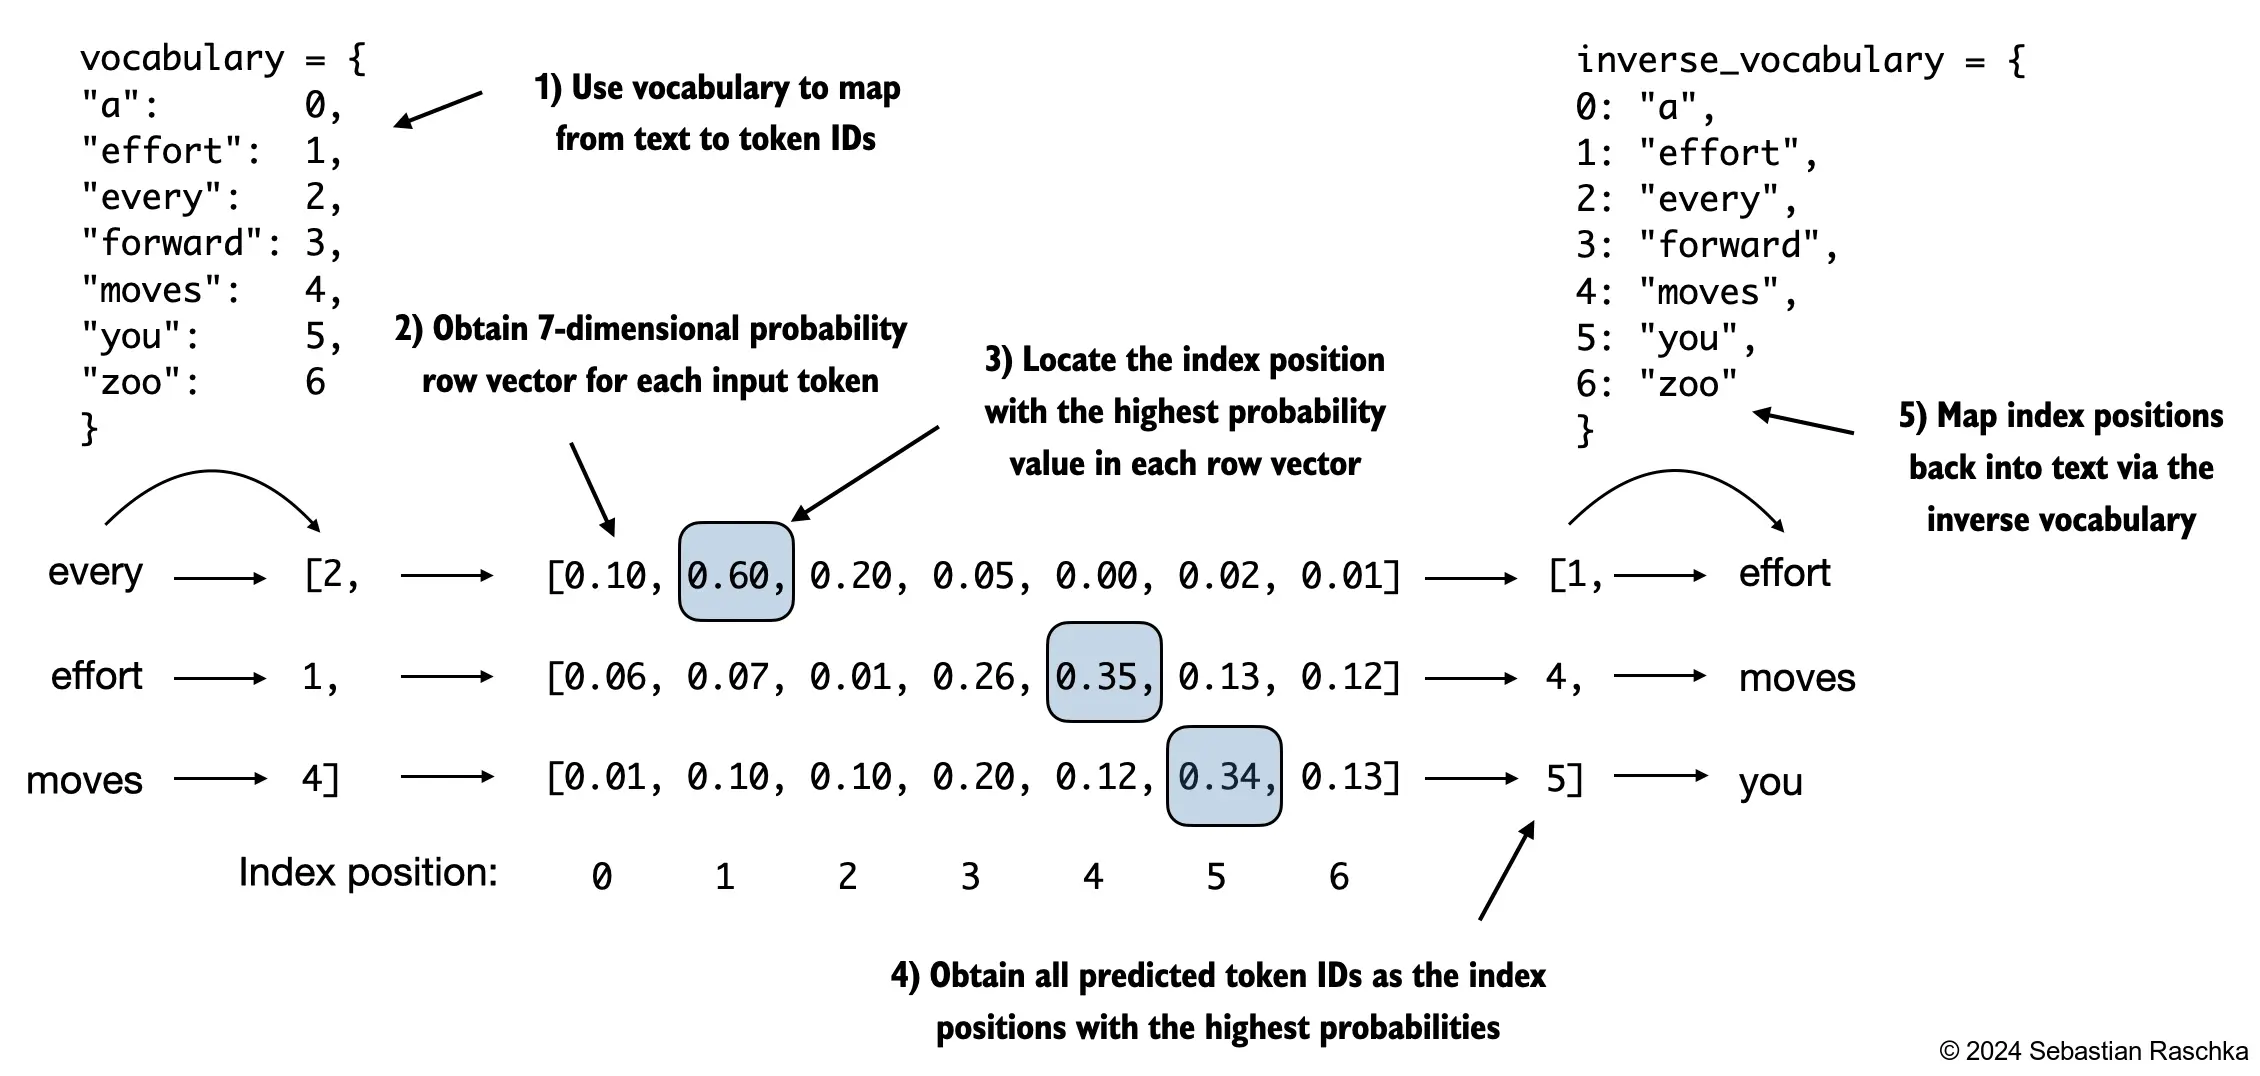 vocabulary = {
"a":       0,
"effort":  1,
"every":   2,
"forward": 3,
"moves":   4,
"you":     5,
"zoo":     6
}
1) Use vocabulary to map
from text to token IDs
2) Obtain 7-dimensional probability
row vector for each input token
3) Locate the index position
with the highest probability
value in each row vector
inverse_vocabulary = {
0: "a",
1: "effort",
2: "every",
3: "forward",
4: "moves",
5: "you",
6: "zoo"
}
5) Map index positions
back into text via the
inverse vocabulary
every [2, [0.10, 0.60, 0.20, 0.05, 0.00, 0.02, 0.01] [1, effort
effort 1, [0.06, 0.07, 0.01, 0.26, 0.35, 0.13, 0.12] 4, moves
moves 4] [0.01, 0.10, 0.10, 0.20, 0.12, 0.34, 0.13] 5] you
Index position: 0 1 2 3 4 5 6
4) Obtain all predicted token IDs as the index
positions with the highest probabilities
© 2024 Sebastian Raschka